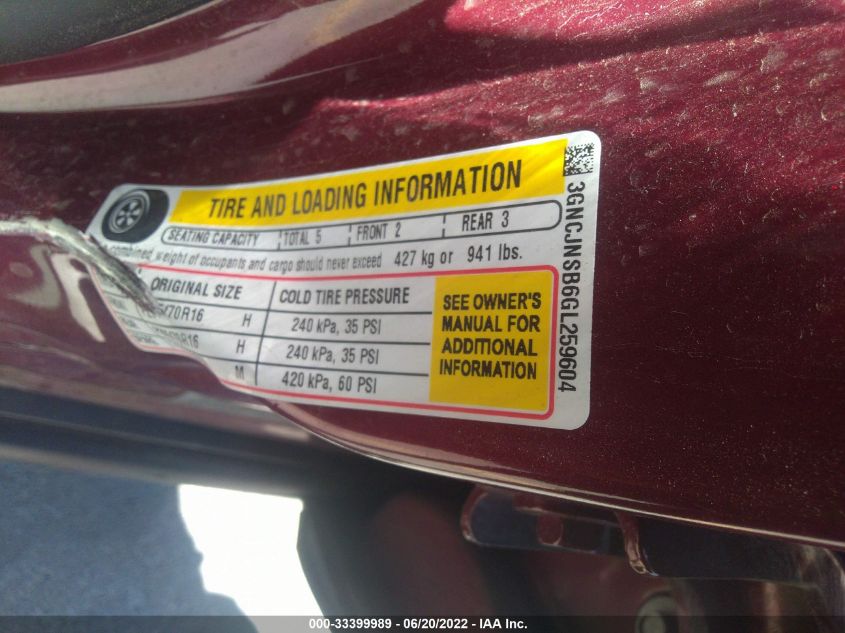 TIRE AND LOADING INFORMATION
SEATING CAPACITY TOTAL 5 FRONT 2 REAR 3
combined weight of occupants and cargo should never exceed 427 kg or 941 lbs.
ORIGINAL SIZE COLD TIRE PRESSURE
/70R16 H 240 kPa, 35 PSI
R16 H 240 kPa, 35 PSI
M 420 kPa, 60 PSI
SEE OWNER'S
MANUAL FOR
ADDITIONAL
INFORMATION
3GNCJNSB6GL259604
000-33399989 - 06/20/2022 - IAA Inc.